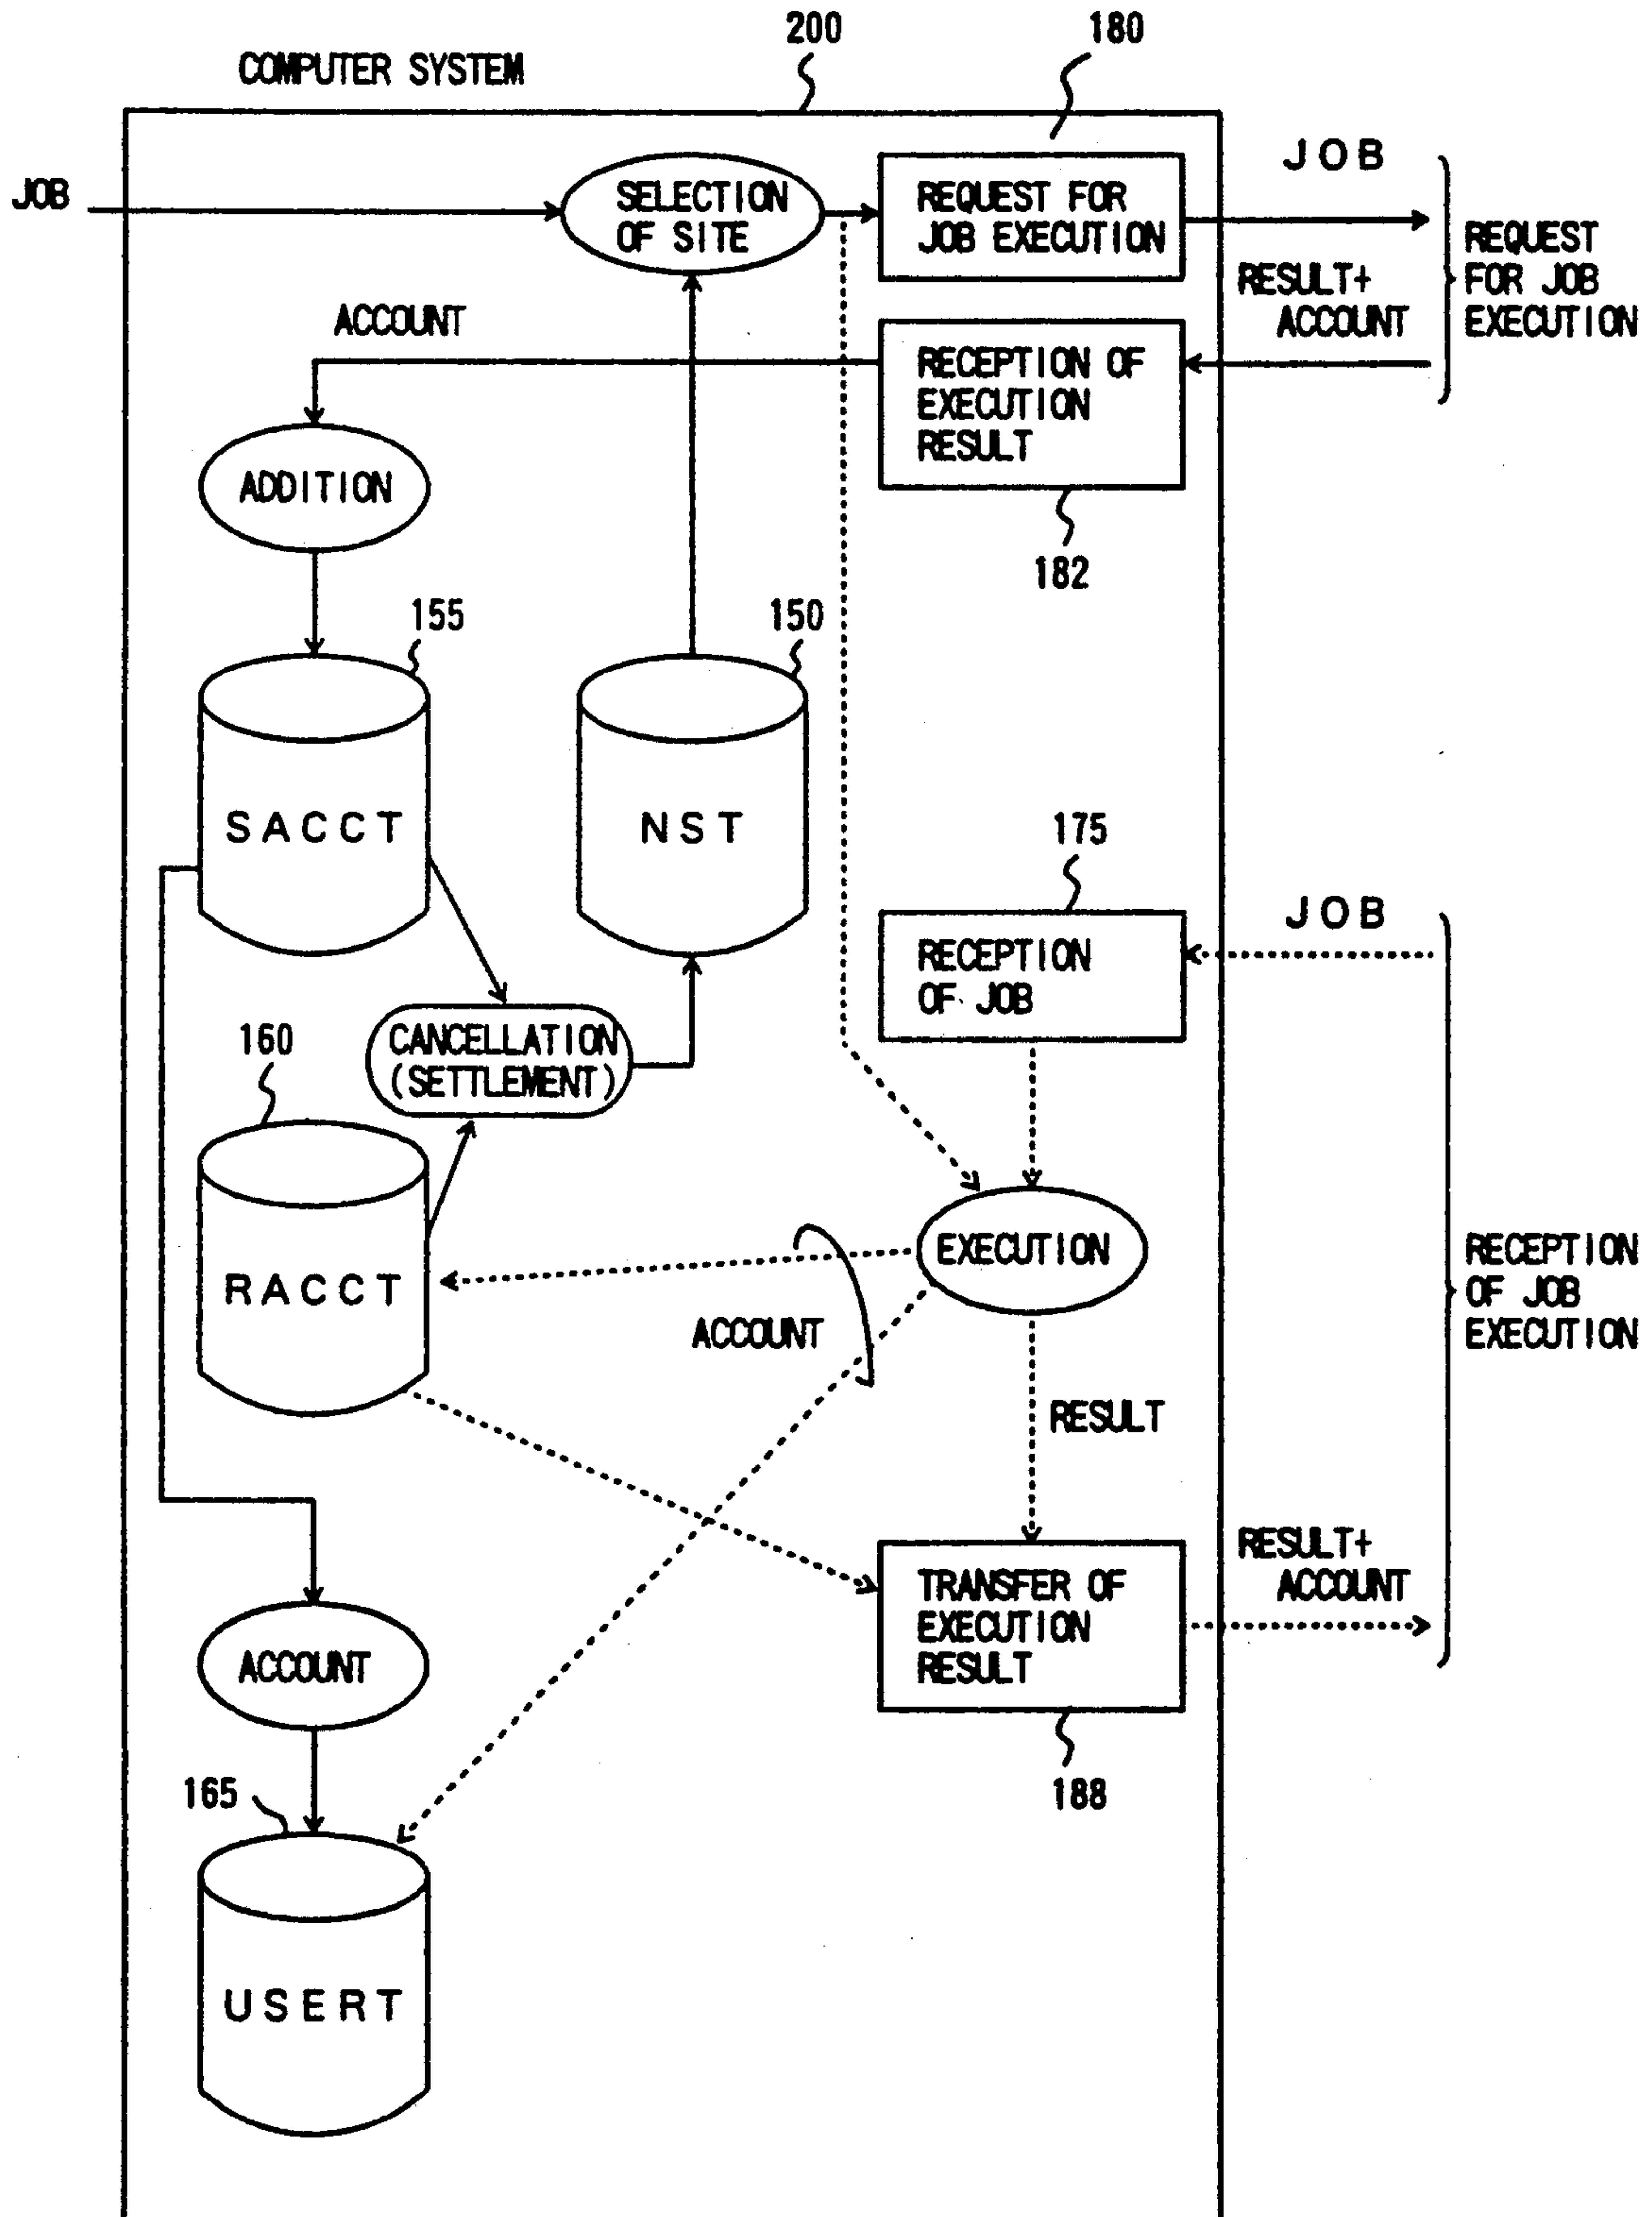 200
180
COMPUTER SYSTEM
JOB
JOB
SELECTION
OF SITE
REQUEST FOR
JOB EXECUTION
REQUEST
FOR JOB
EXECUTION
RESULT+
ACCOUNT
ACCOUNT
RECEPTION OF
EXECUTION
RESULT
ADDITION
182
155
150
SACCT
NST
175
JOB
RECEPTION
OF JOB
160
CANCELLATION
(SETTLEMENT)
EXECUTION
RACCT
ACCOUNT
RECEPTION
OF JOB
EXECUTION
RESULT
RESULT+
ACCOUNT
TRANSFER OF
EXECUTION
RESULT
ACCOUNT
165
188
USERT